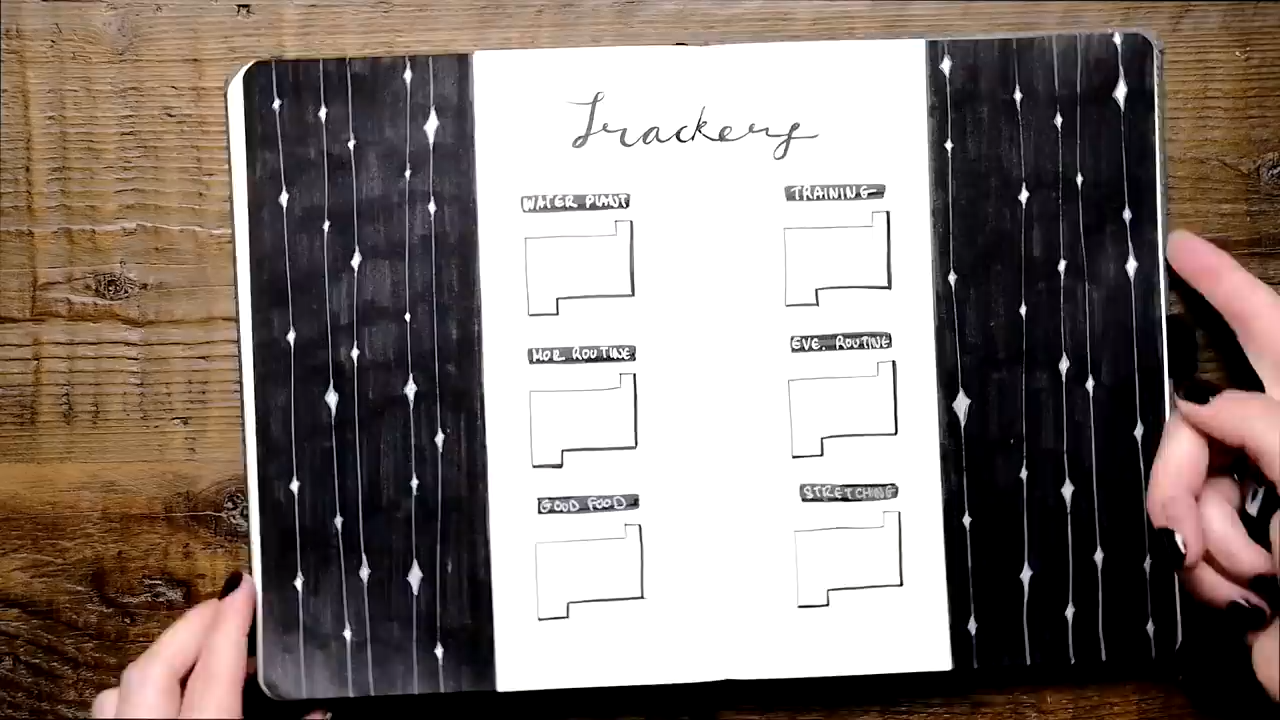 Trackers
WATER PLANT
TRAINING
MOR. ROUTINE
EVE. ROUTINE
GOOD FOOD
STRETCHING